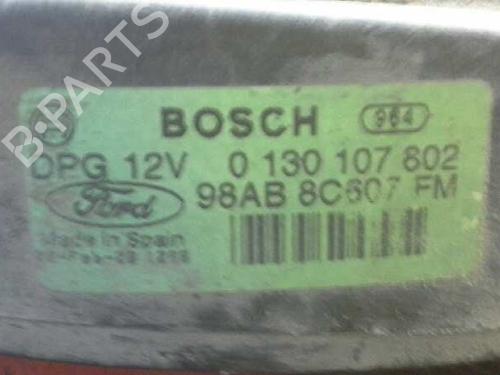 B-PARTS
BOSCH 964
DPG 12V 0 130 107 802
98AB 8C607 FM
Ford
Made In Spain